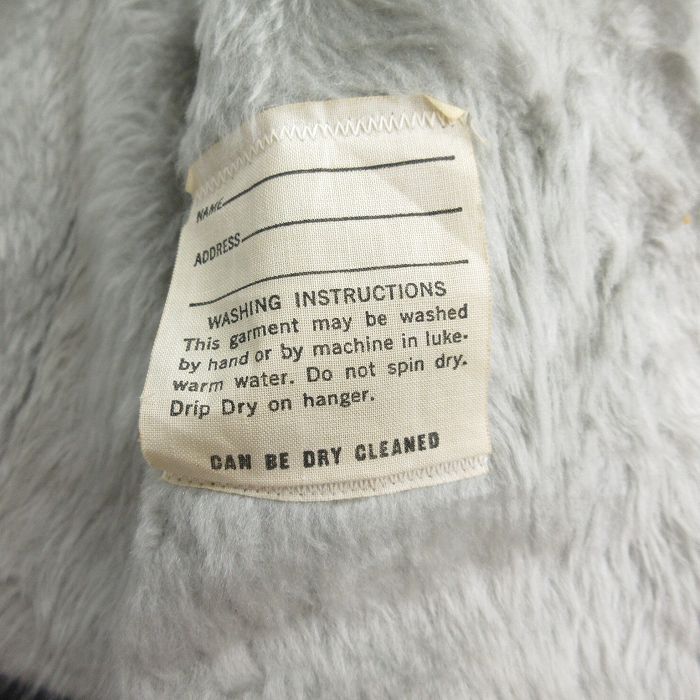 NAME
ADDRESS
WASHING INSTRUCTIONS
This garment may be washed
by hand or by machine in luke-
warm water. Do not spin dry.
Drip Dry on hanger.
CAN BE DRY CLEANED